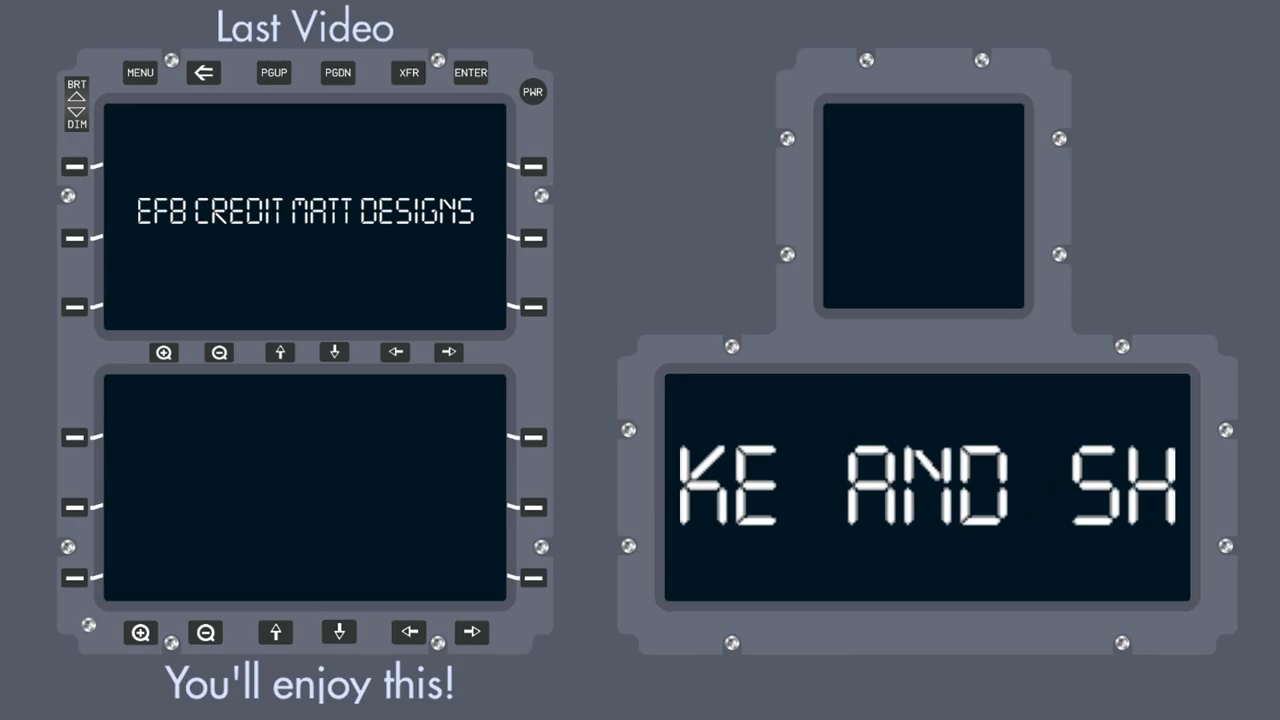 Last Video
MENU PGUP PGDN XFR ENTER
BRT
DIM
PWR
EFB CREDIT MATT DESIGNS
KE AND SH
You'll enjoy this!